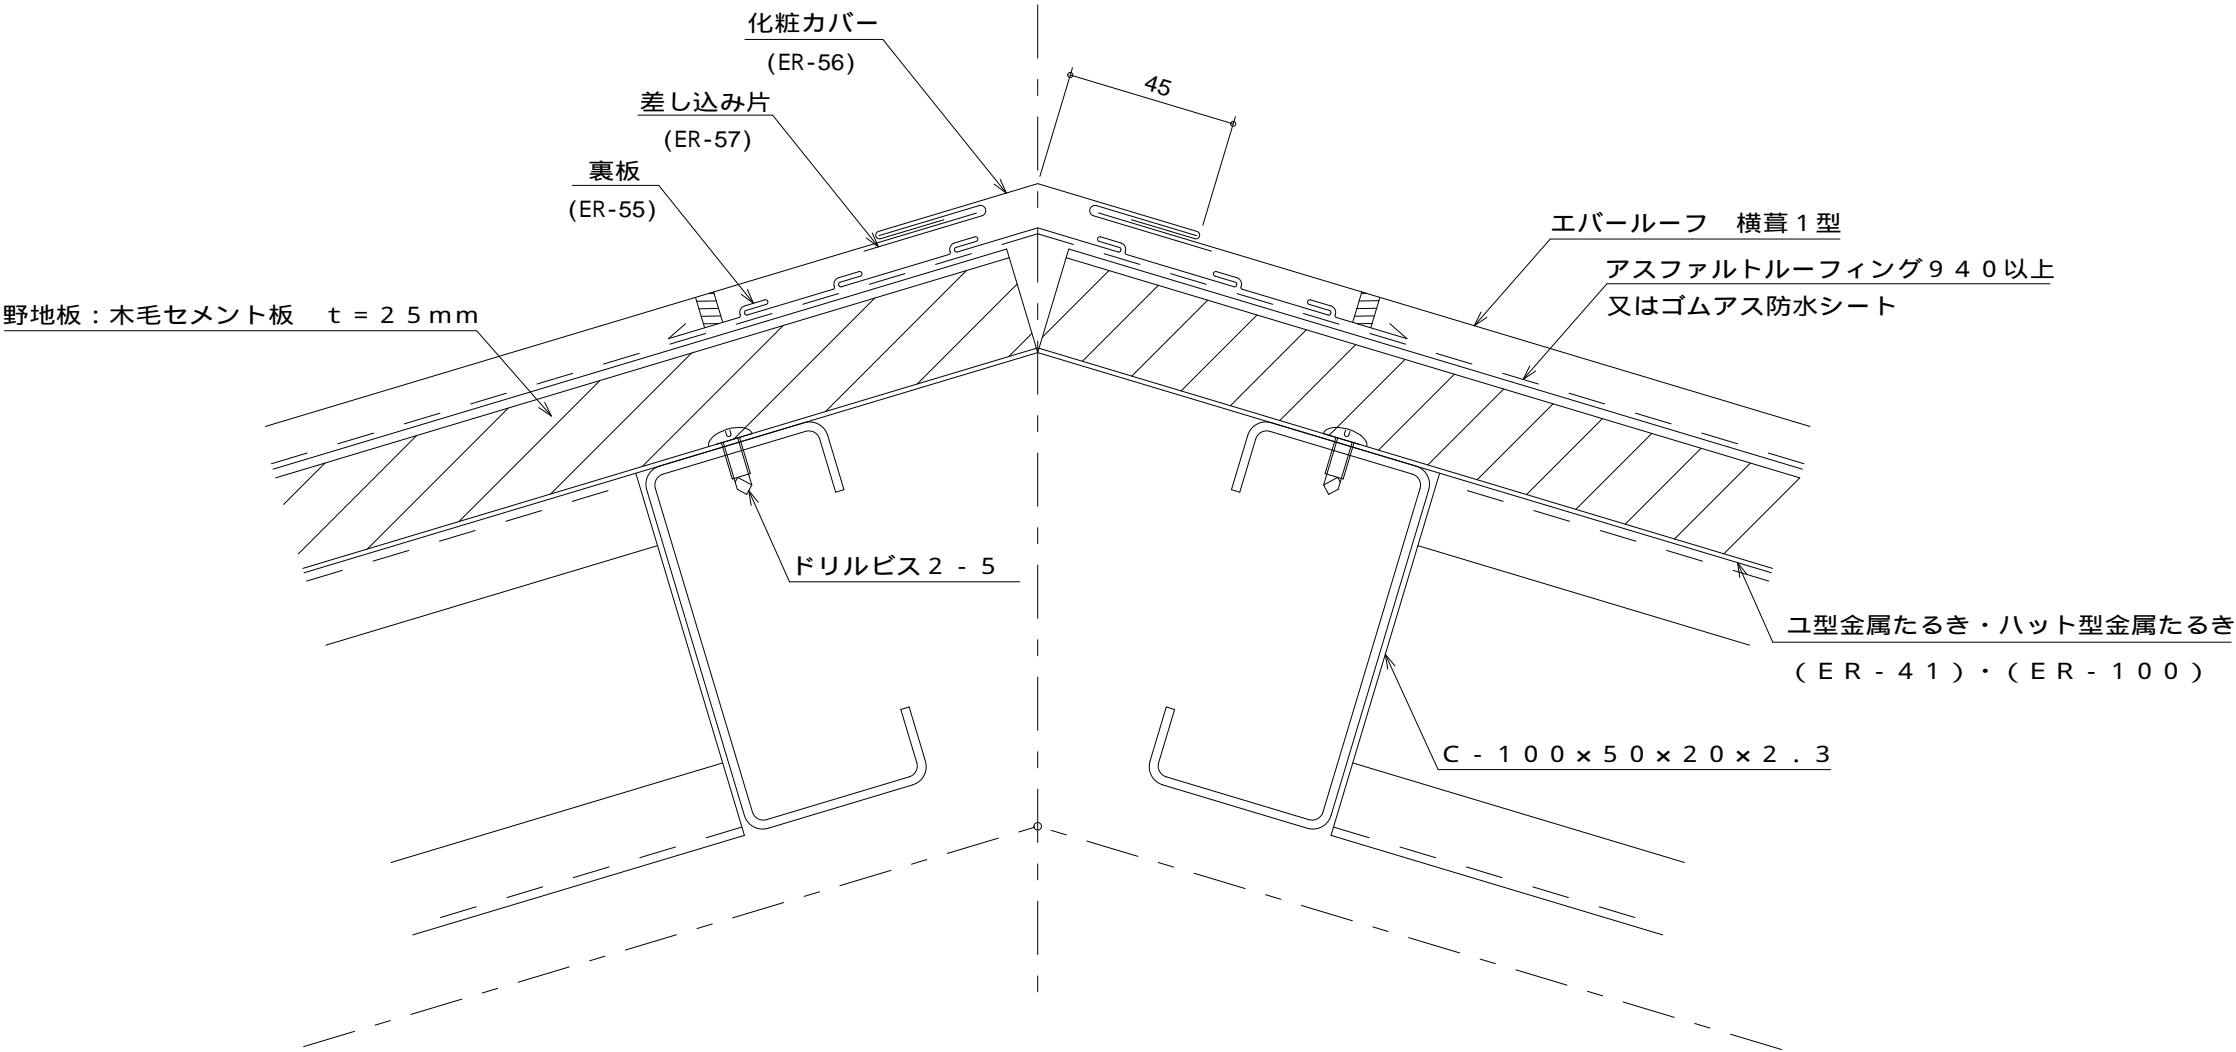 化粧カバー
(ER-56)
45
差し込み片
(ER-57)
裏板
(ER-55)
エバールーフ　横葺１型
アスファルトルーフィング９４０以上
又はゴムアス防水シート
野地板：木毛セメント板　ｔ＝２５ｍｍ
ドリルビス２-５
ユ型金属たるき・ハット型金属たるき
（ＥＲ-４１）・（ＥＲ-１００）
Ｃ-１００×５０×２０×２．３